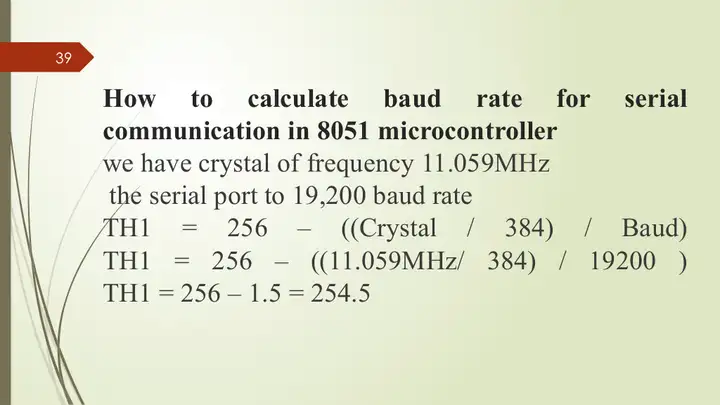 39
How to calculate baud rate for serial
communication in 8051 microcontroller
we have crystal of frequency 11.059MHz
the serial port to 19,200 baud rate
TH1 = 256 – ((Crystal / 384) / Baud)
TH1 = 256 – ((11.059MHz/ 384) / 19200 )
TH1 = 256 – 1.5 = 254.5